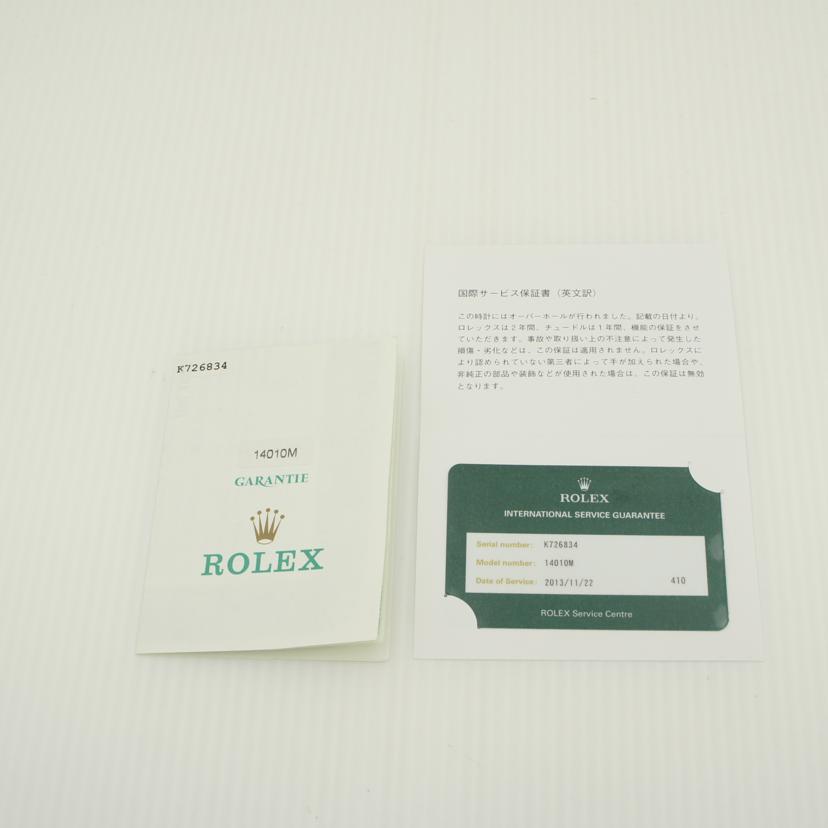 K726834
14010M
GARANTIE
ROLEX
国際サービス保証書（英文訳）
この時計にはオーバーホールが行われました。記載の日付より、
ロレックスは２年間、チュードルは１年間、機能の保証をさせ
ていただきます。事故や取り扱い上の不注意によって発生した
損傷・劣化などは、この保証は適用されません。ロレックスに
より認められていない第三者によって手が加えられた場合や、
非純正の部品や装飾などが使用された場合は、この保証は無効
となります。
ROLEX
INTERNATIONAL SERVICE GUARANTEE
Serial number: K726834
Model number: 14010M
Date of Service: 2013/11/22 410
ROLEX Service Centre